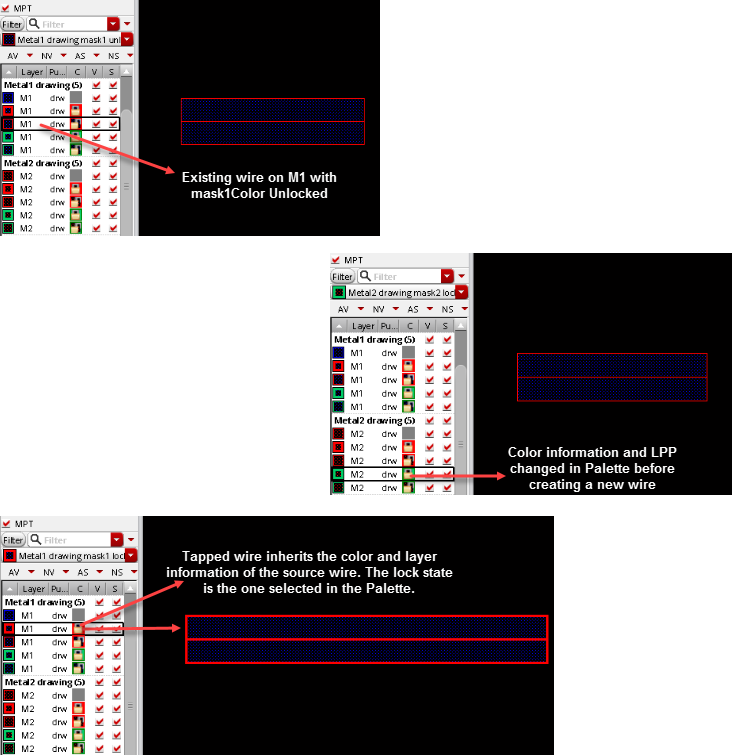 MPT
Filter Filter
Metal1 drawing mask1 unl
AV NV AS NS
Layer Pu... C V S
Metal1 drawing (5)
M1 drw
M1 drw
M1 drw
M1 drw
M1 drw
Metal2 drawing (5)
M2 drw
M2 drw
M2 drw
M2 drw
M2 drw
Existing wire on M1 with
mask1Color Unlocked
MPT
Filter Filter
Metal2 drawing mask2 loc
AV NV AS NS
Layer Pu... C V S
Metal1 drawing (5)
M1 drw
M1 drw
M1 drw
M1 drw
M1 drw
Metal2 drawing (5)
M2 drw
M2 drw
M2 drw
M2 drw
M2 drw
Color information and LPP
changed in Palette before
creating a new wire
MPT
Filter Filter
Metal1 drawing mask1 loc
AV NV AS NS
Layer Pu... C V S
Metal1 drawing (5)
M1 drw
M1 drw
M1 drw
M1 drw
M1 drw
Metal2 drawing (5)
M2 drw
M2 drw
M2 drw
M2 drw
M2 drw
Tapped wire inherits the color and layer
information of the source wire. The lock state
is the one selected in the Palette.